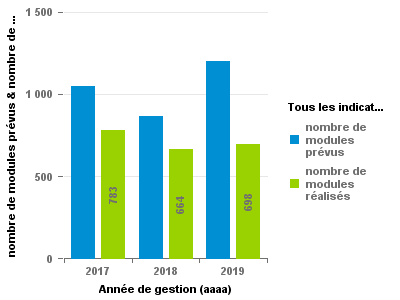 nombre de modules prévus & nombre de ...
1 500
1 000
500
0
783
664
698
2017
2018
2019
Année de gestion (aaaa)
Tous les indicat...
nombre de
modules
prévus
nombre de
modules
réalisés